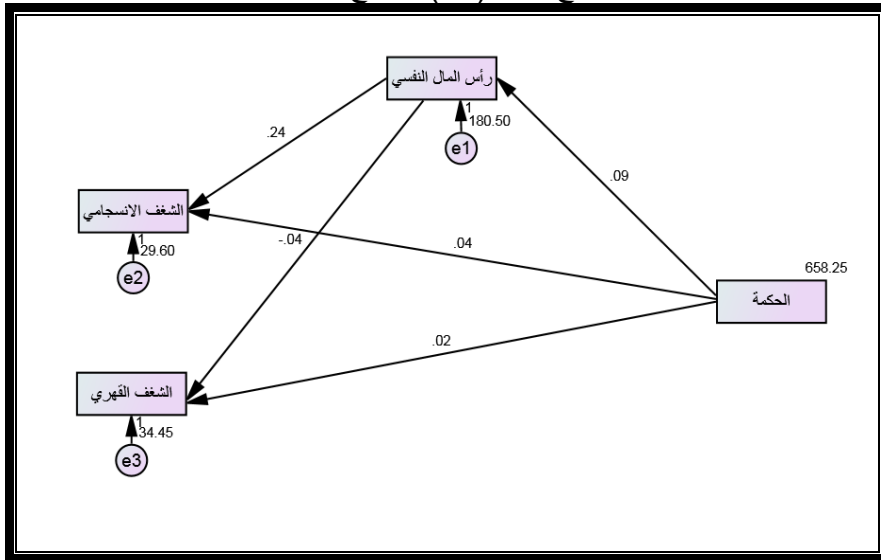 رأس المال النفسي
1
180.50
e1
.24
.09
الشغف الانسجامي
1
29.60
e2
-.04
.04
658.25
الحكمة
.02
الشغف القهري
1
34.45
e3